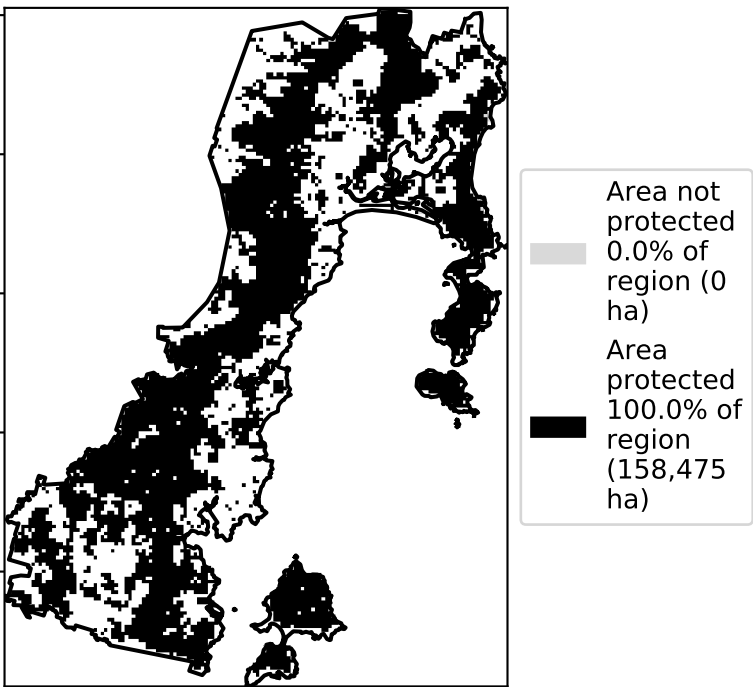 Area not
protected
0.0% of
region (0
ha)
Area
protected
100.0% of
region
(158,475
ha)